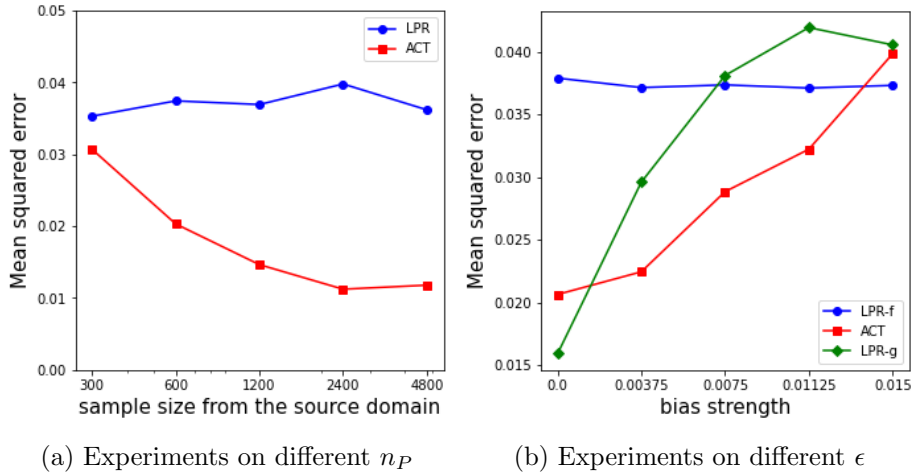 0.05
0.04
0.03
0.02
0.01
0.00
Mean squared error
LPR
ACT
300 600 1200 2400 4800
sample size from the source domain
(a) Experiments on different n_P
0.040
0.035
0.030
0.025
0.020
0.015
Mean squared error
LPR-f
ACT
LPR-g
0.0 0.00375 0.0075 0.01125 0.015
bias strength
(b) Experiments on different ϵ